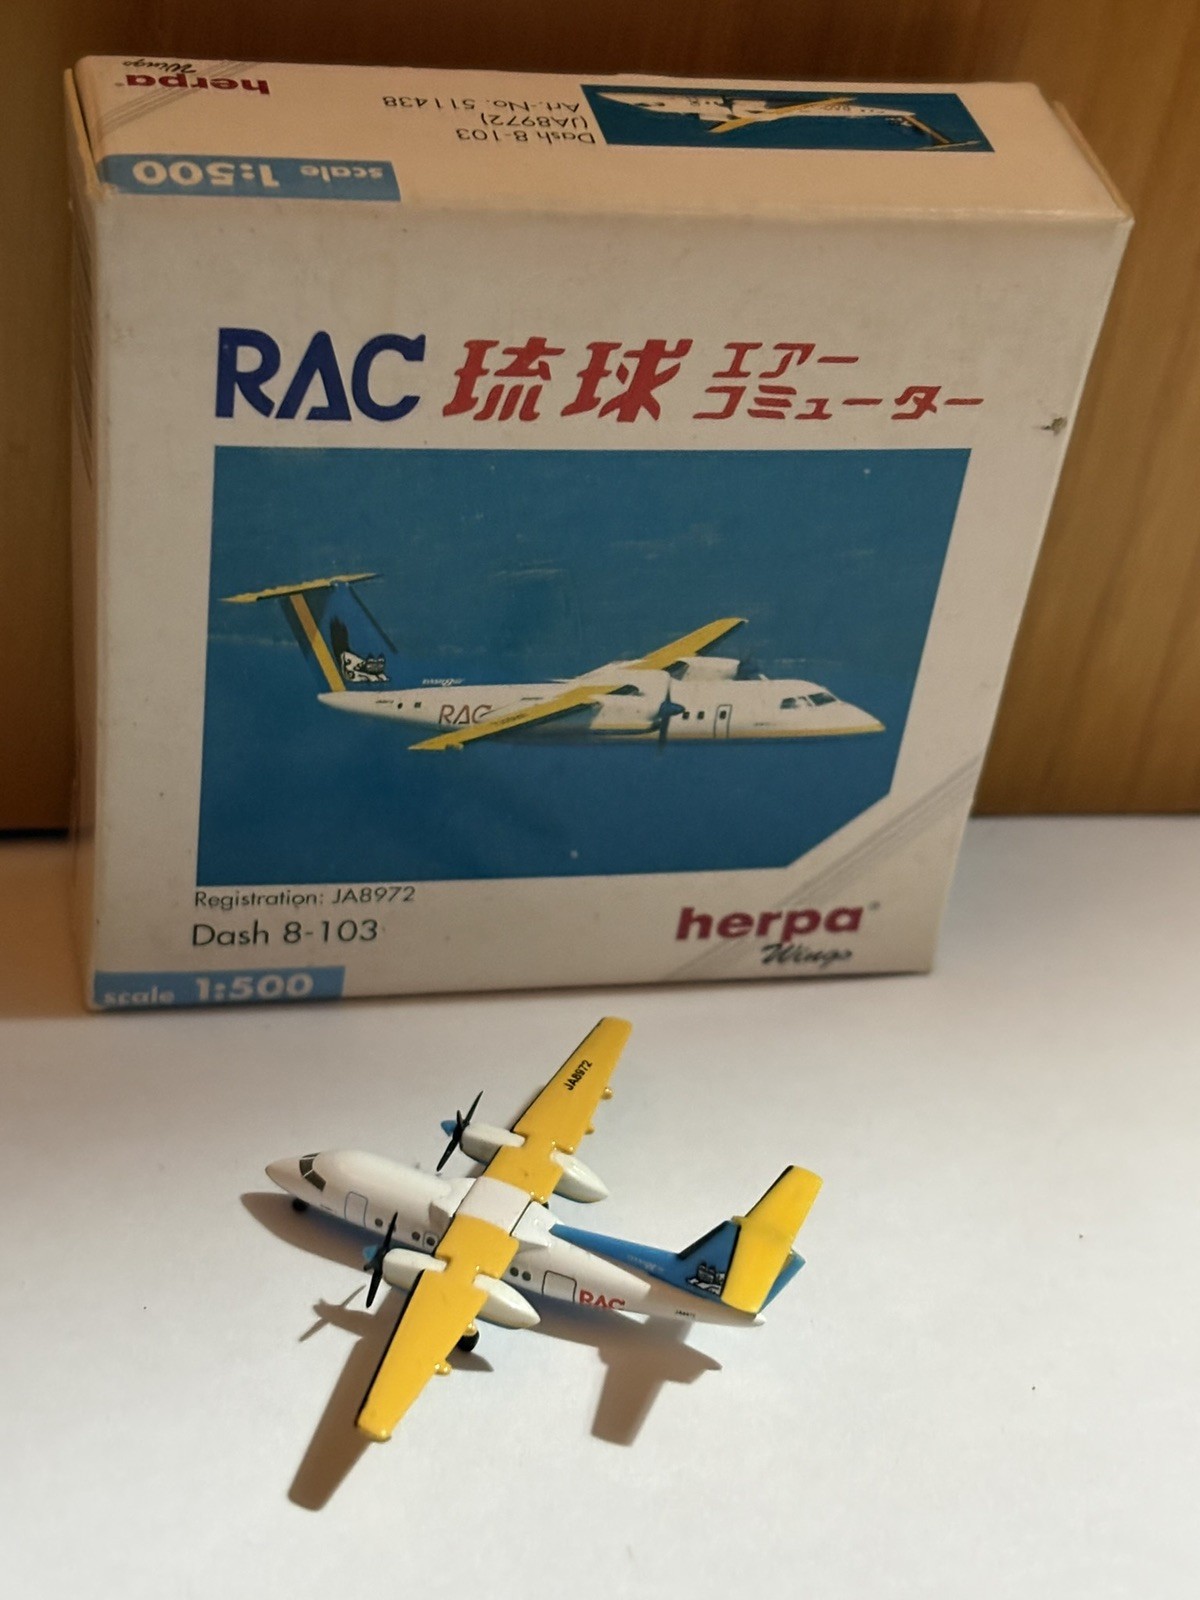 herpa
Wings
scale 1:500
Dash 8-103
(JA8972)
Art.-No. 511438
RAC 琉球 エアー
コミューター
RAC
Registration: JA8972
Dash 8-103
scale 1:500
herpa®
Wings
JA8972
RAC